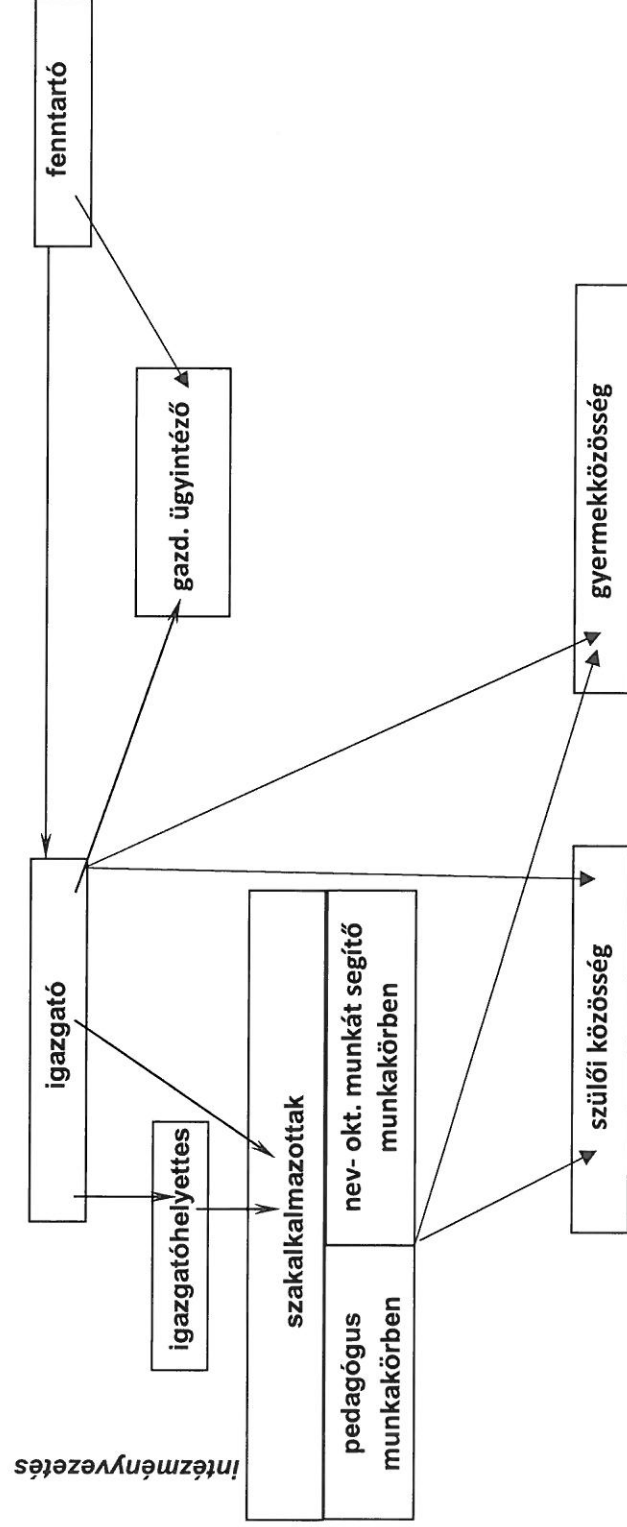 fenntartó
igazgató
gazd. ügyintéző
igazgatóhelyettes
intézményvezetés
szakalkalmazottak
pedagógus
munkakörben
nev- okt. munkát segítő
munkakörben
szülői közösség
gyermekközösség